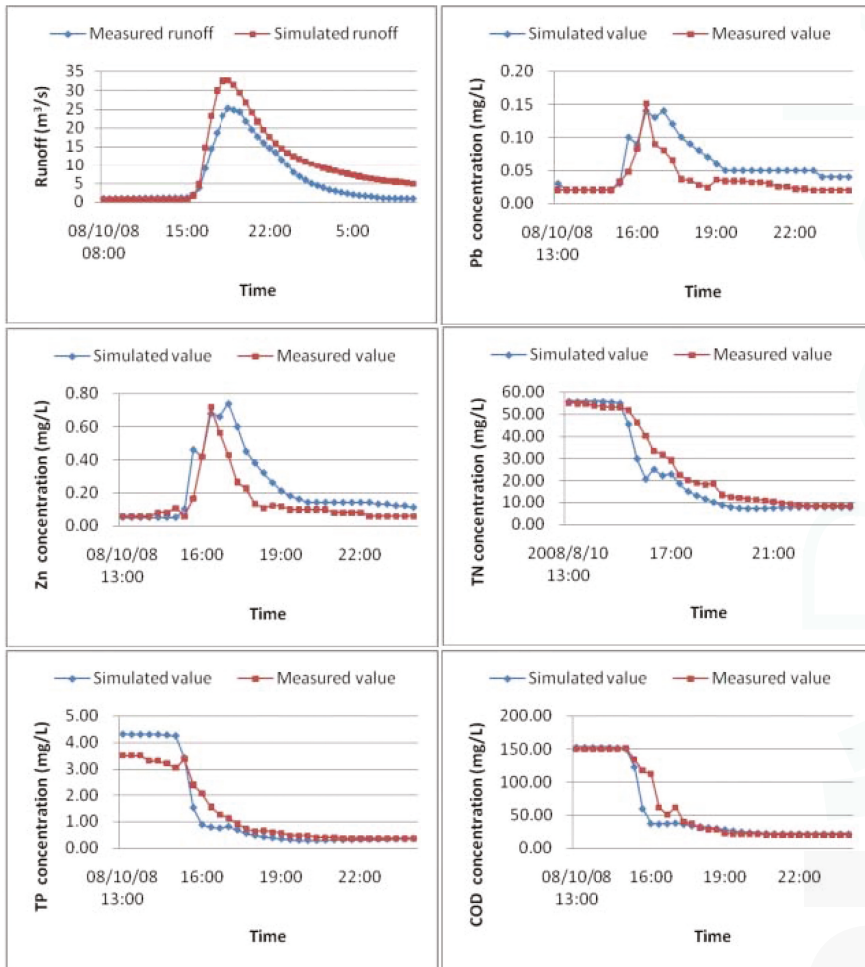 Measured runoff Simulated runoff
Runoff (m³/s)
35
30
25
20
15
10
5
0
08/10/08 08:00 15:00 22:00 5:00
Time
Simulated value Measured value
Pb concentration (mg/L)
0.20
0.15
0.10
0.05
0.00
08/10/08 13:00 16:00 19:00 22:00
Time
Simulated value Measured value
Zn concentration (mg/L)
0.80
0.60
0.40
0.20
0.00
08/10/08 13:00 16:00 19:00 22:00
Time
Simulated value Measured value
TN concentration (mg/L)
60.00
50.00
40.00
30.00
20.00
10.00
0.00
2008/8/10 13:00 17:00 21:00
Time
Simulated value Measured value
TP concentration (mg/L)
5.00
4.00
3.00
2.00
1.00
0.00
08/10/08 13:00 16:00 19:00 22:00
Time
Simulated value Measured value
COD concentration (mg/L)
200.00
150.00
100.00
50.00
0.00
08/10/08 13:00 16:00 19:00 22:00
Time